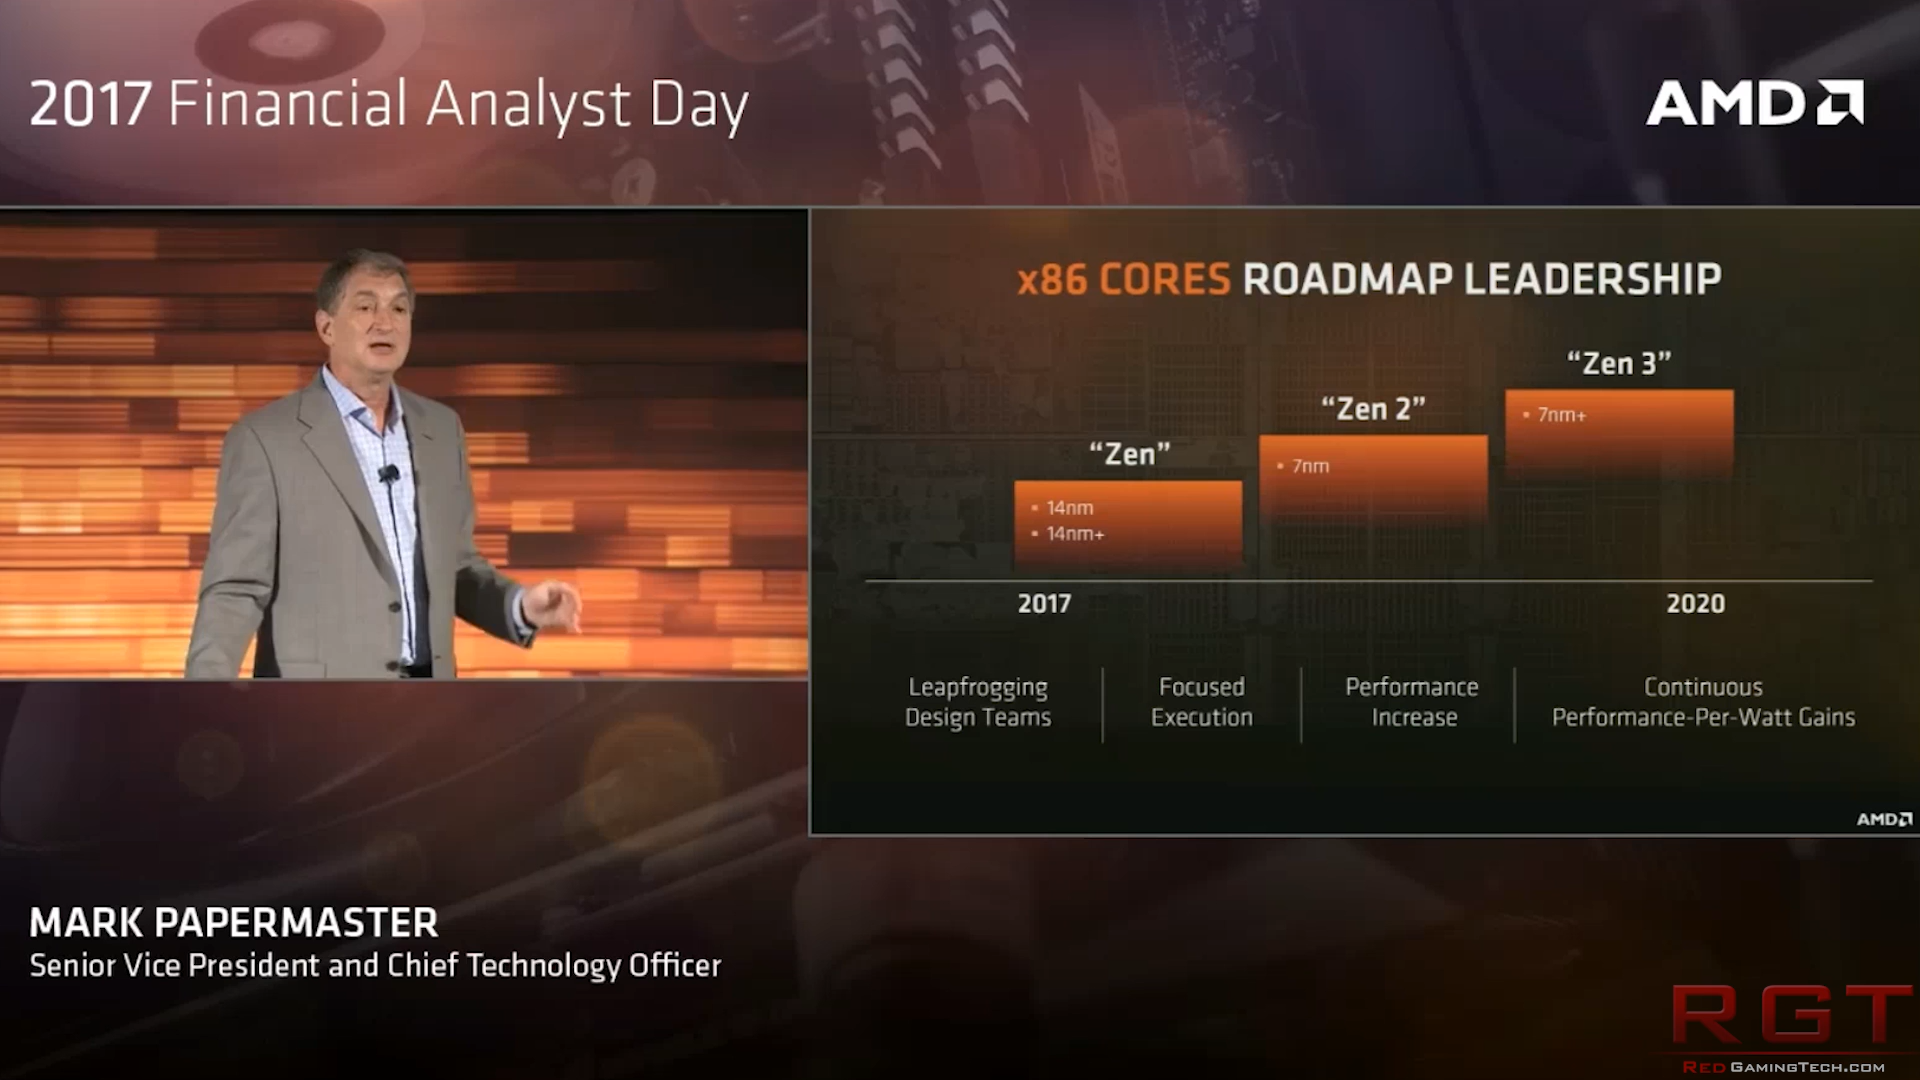 2017 Financial Analyst Day
AMD
x86 CORES ROADMAP LEADERSHIP
“Zen”
• 14nm
• 14nm+
“Zen 2”
• 7nm
“Zen 3”
• 7nm+
2017
2020
Leapfrogging
Design Teams
Focused
Execution
Performance
Increase
Continuous
Performance-Per-Watt Gains
AMD
MARK PAPERMASTER
Senior Vice President and Chief Technology Officer
RGT
REDGAMINGTECH.COM